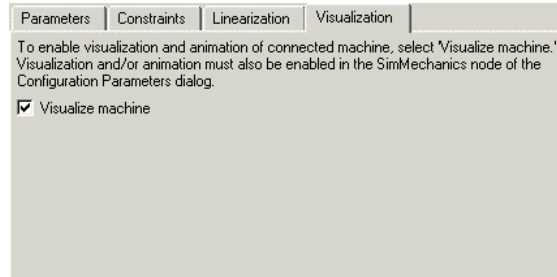 Parameters Constraints Linearization Visualization
To enable visualization and animation of connected machine, select 'Visualize machine.'
Visualization and/or animation must also be enabled in the SimMechanics node of the
Configuration Parameters dialog.
Visualize machine